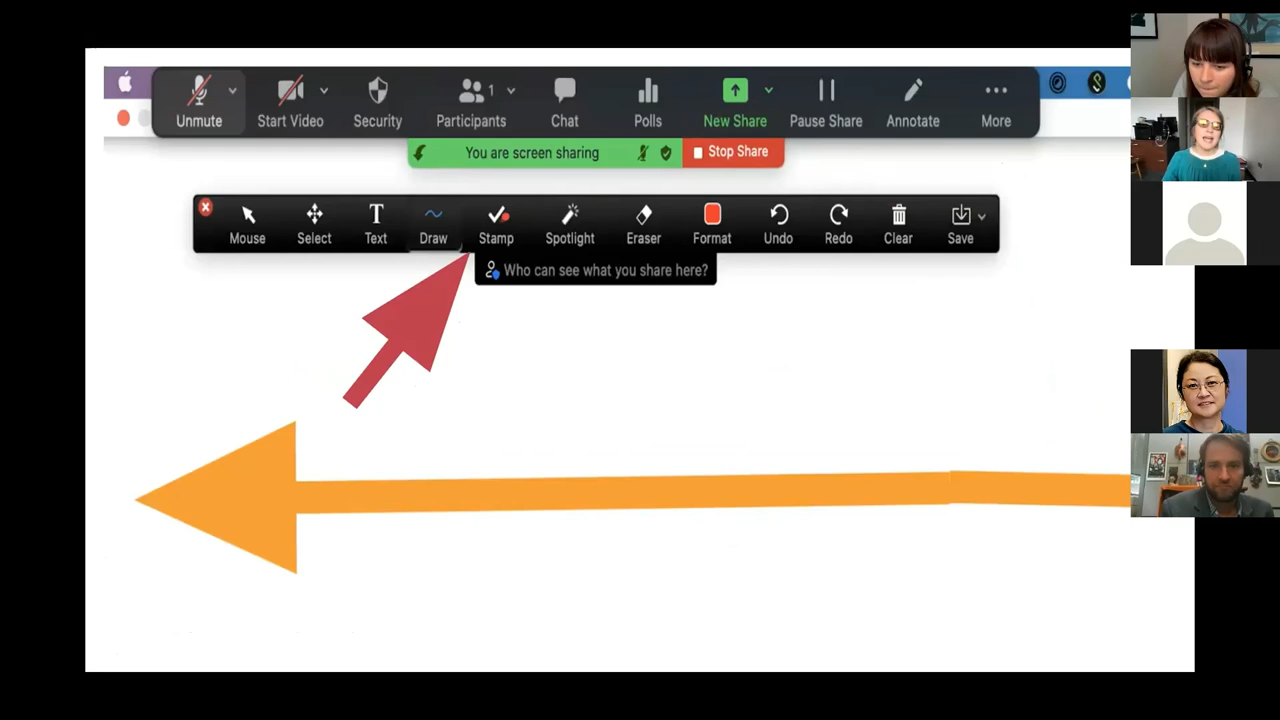 Unmute Start Video Security Participants 1 Chat Polls New Share Pause Share Annotate More
You are screen sharing Stop Share
Mouse Select Text Draw Stamp Spotlight Eraser Format Undo Redo Clear Save
Who can see what you share here?